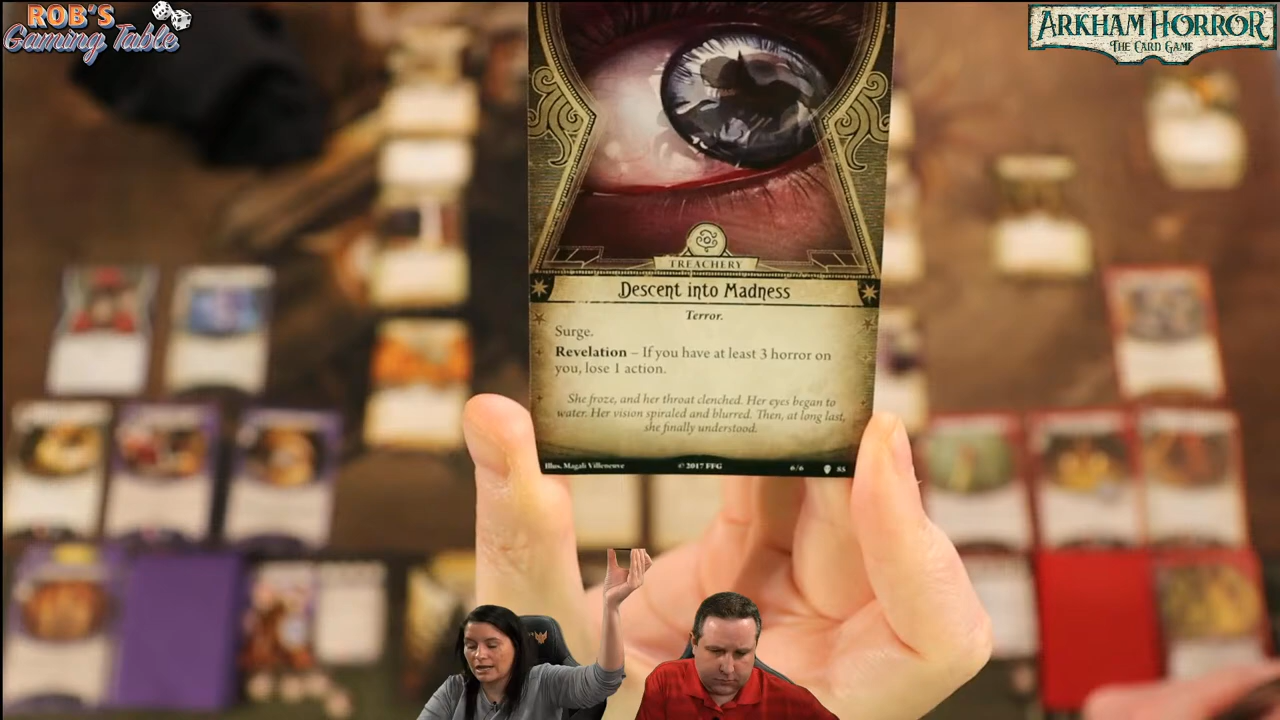 ROB'S
Gaming Table
ARKHAM HORROR
THE CARD GAME
TREACHERY
Descent into Madness
Terror.
Surge.
Revelation – If you have at least 3 horror on
you, lose 1 action.
She froze, and her throat clenched. Her eyes began to
water. Her vision spiraled and blurred. Then, at long last,
she finally understood.
Illus. Magali Villeneuve © 2017 FFG 6/6 85